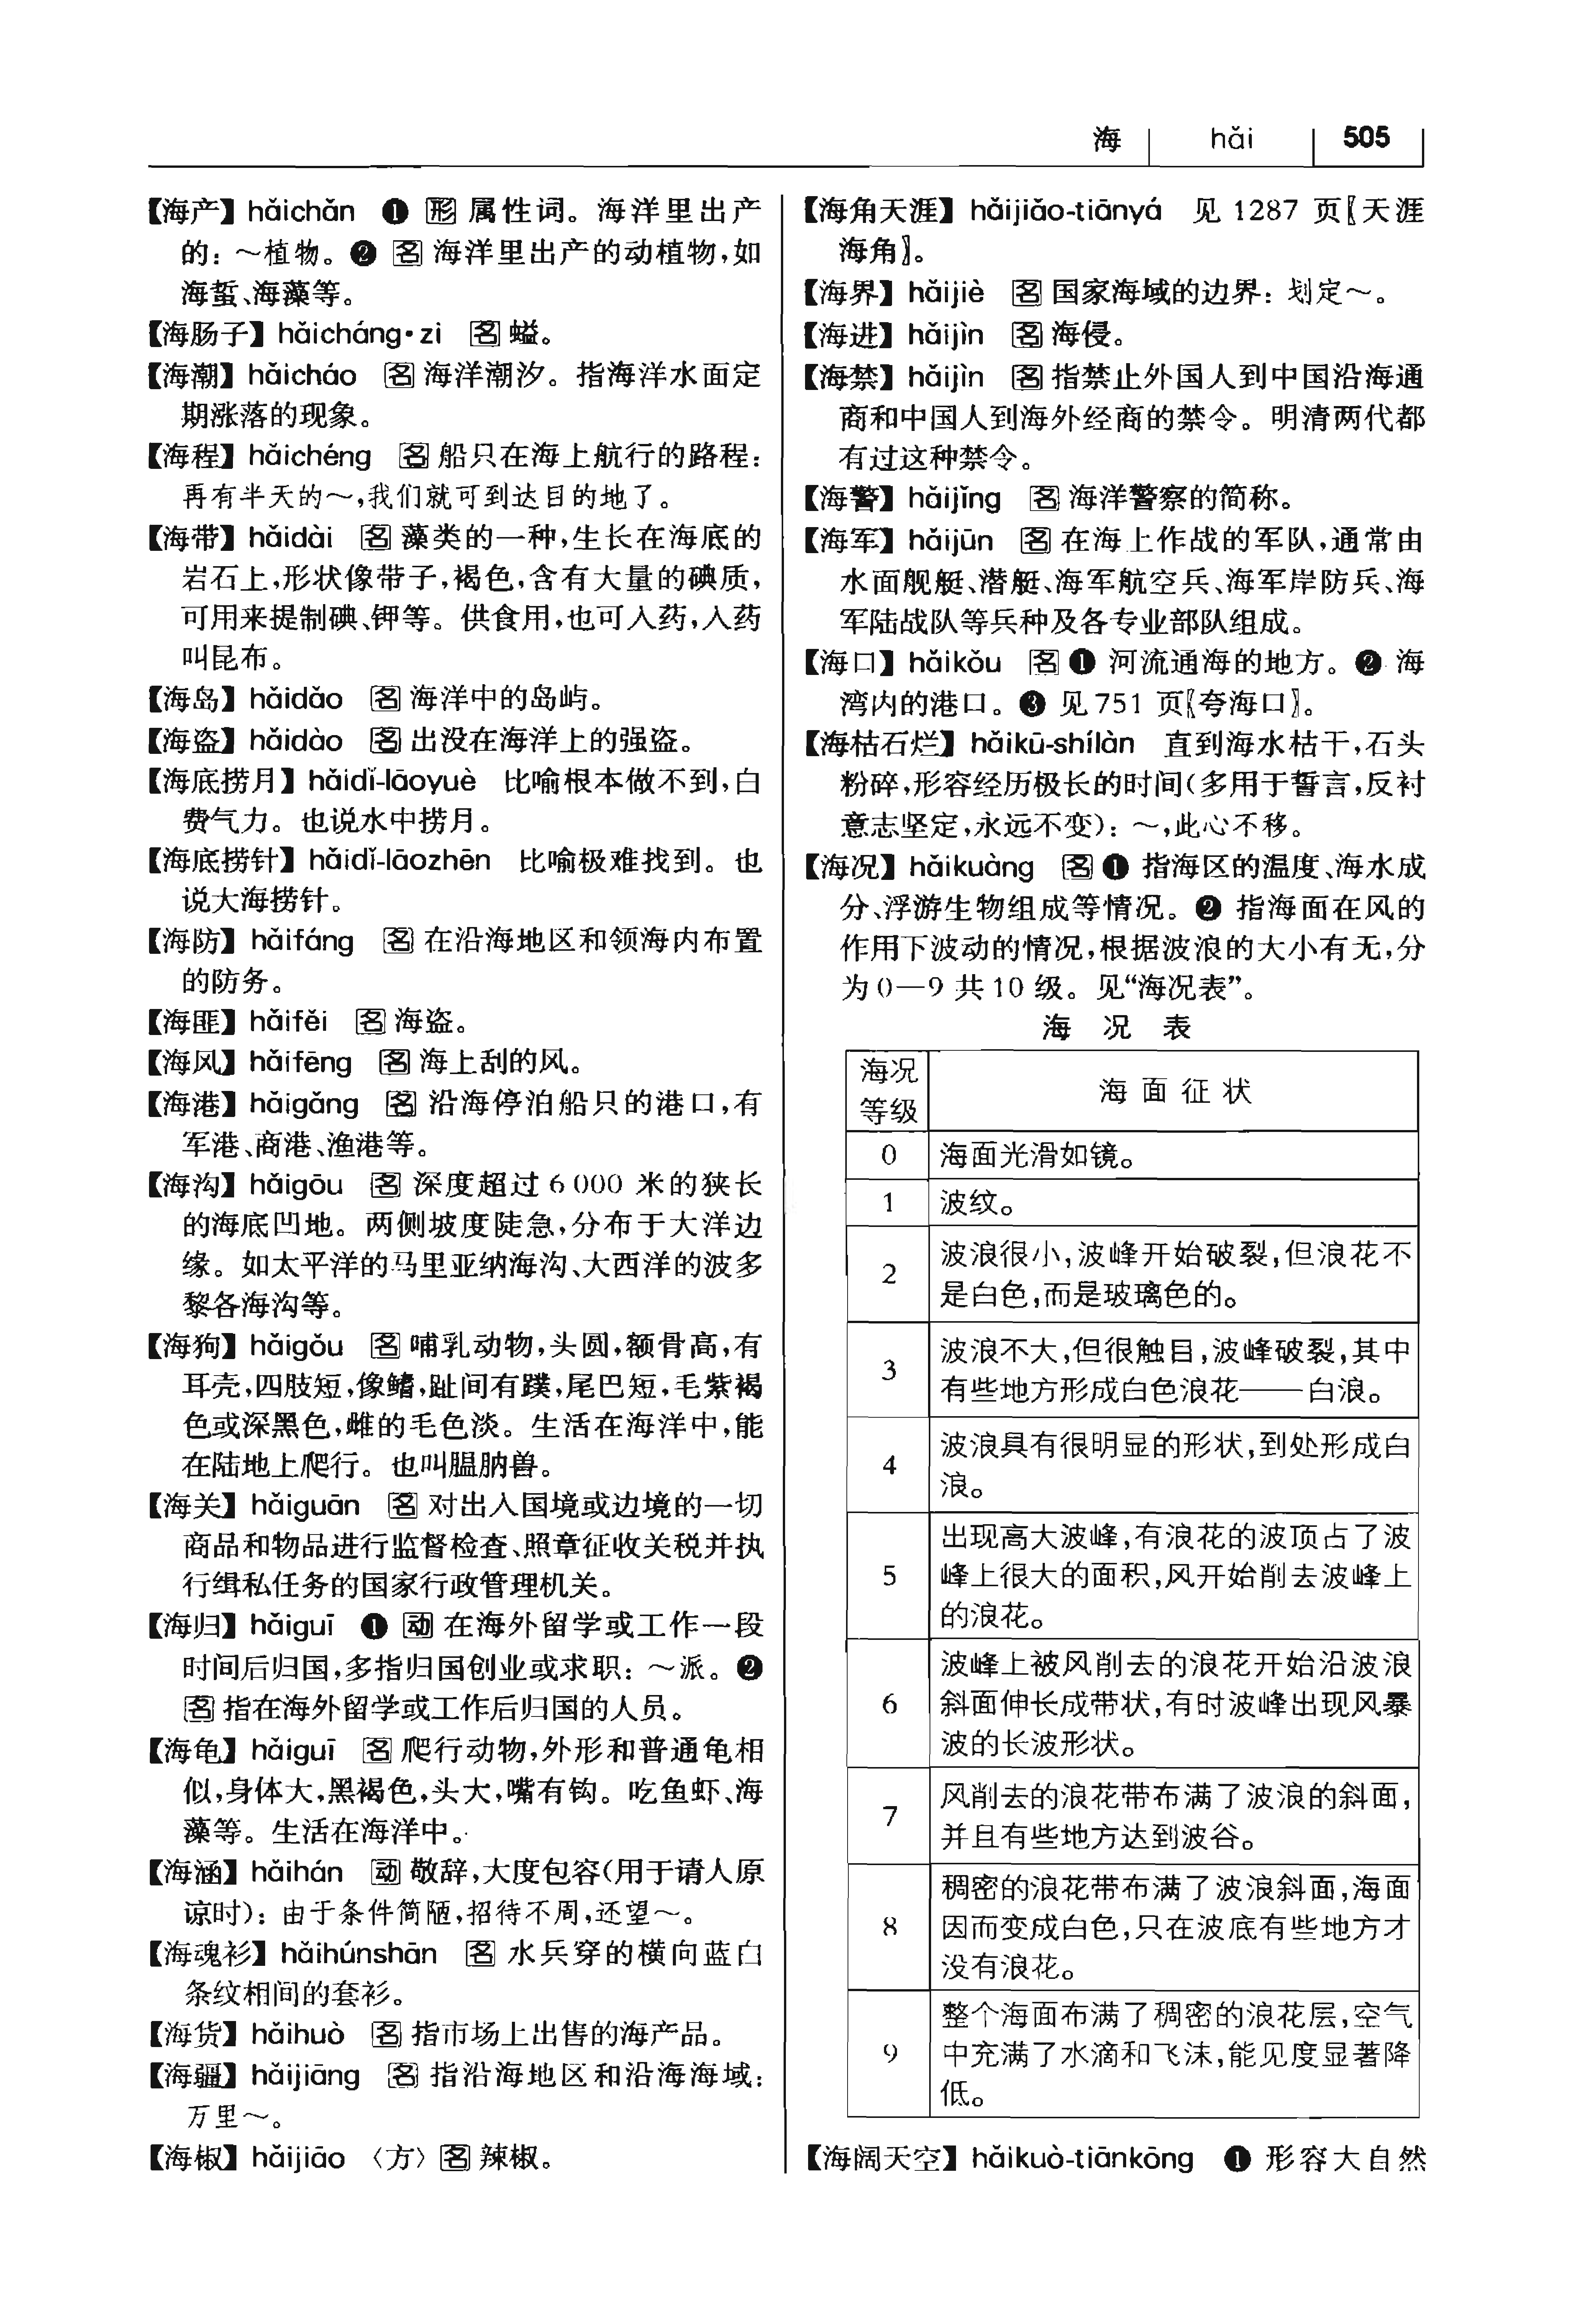 海 hǎi 505
【海产】hǎichǎn ❶ 形 属性词。海洋里出产
的：～植物。❷ 名 海洋里出产的动植物，如
海蜇、海藻等。
【海肠子】hǎicháng·zi 名 螠。
【海潮】hǎicháo 名 海洋潮汐。指海洋水面定
期涨落的现象。
【海程】hǎichéng 名 船只在海上航行的路程：
再有半天的～，我们就可到达目的地了。
【海带】hǎidài 名 藻类的一种，生长在海底的
岩石上，形状像带子，褐色，含有大量的碘质，
可用来提制碘、钾等。供食用，也可入药，入药
叫昆布。
【海岛】hǎidǎo 名 海洋中的岛屿。
【海盗】hǎidào 名 出没在海洋上的强盗。
【海底捞月】hǎidǐ-lāoyuè 比喻根本做不到，白
费气力。也说水中捞月。
【海底捞针】hǎidǐ-lāozhēn 比喻极难找到。也
说大海捞针。
【海防】hǎifáng 名 在沿海地区和领海内布置
的防务。
【海匪】hǎifěi 名 海盗。
【海风】hǎifēng 名 海上刮的风。
【海港】hǎigǎng 名 沿海停泊船只的港口，有
军港、商港、渔港等。
【海沟】hǎigōu 名 深度超过 6 000 米的狭长
的海底凹地。两侧坡度陡急，分布于大洋边
缘。如太平洋的马里亚纳海沟、大西洋的波多
黎各海沟等。
【海狗】hǎigǒu 名 哺乳动物，头圆，额骨高，有
耳壳，四肢短，像鳍，趾间有蹼，尾巴短，毛紫褐
色或深黑色，雌的毛色淡。生活在海洋中，能
在陆地上爬行。也叫腽肭兽。
【海关】hǎiguān 名 对出入国境或边境的一切
商品和物品进行监督检查、照章征收关税并执
行缉私任务的国家行政管理机关。
【海归】hǎiguī ❶ 动 在海外留学或工作一段
时间后归国，多指归国创业或求职：～派。❷
名 指在海外留学或工作后归国的人员。
【海龟】hǎiguī 名 爬行动物，外形和普通龟相
似，身体大，黑褐色，头大，嘴有钩。吃鱼虾、海
藻等。生活在海洋中。
【海涵】hǎihán 动 敬辞，大度包容（用于请人原
谅时）：由于条件简陋，招待不周，还望～。
【海魂衫】hǎihúnshān 名 水兵穿的横向蓝白
条纹相间的套衫。
【海货】hǎihuò 名 指市场上出售的海产品。
【海疆】hǎijiāng 名 指沿海地区和沿海海域：
万里～。
【海椒】hǎijiāo 〈方〉名 辣椒。
【海角天涯】hǎijiǎo-tiānyá 见 1287 页〖天涯
海角〗。
【海界】hǎijiè 名 国家海域的边界：划定～。
【海进】hǎijìn 名 海侵。
【海禁】hǎijìn 名 指禁止外国人到中国沿海通
商和中国人到海外经商的禁令。明清两代都
有过这种禁令。
【海警】hǎijǐng 名 海洋警察的简称。
【海军】hǎijūn 名 在海上作战的军队，通常由
水面舰艇、潜艇、海军航空兵、海军岸防兵、海
军陆战队等兵种及各专业部队组成。
【海口】hǎikǒu 名 ❶ 河流通海的地方。❷ 海
湾内的港口。❸ 见 751 页〖夸海口〗。
【海枯石烂】hǎikū-shílàn 直到海水枯干，石头
粉碎，形容经历极长的时间（多用于誓言，反衬
意志坚定，永远不变）：～，此心不移。
【海况】hǎikuàng 名 ❶ 指海区的温度、海水成
分、浮游生物组成等情况。❷ 指海面在风的
作用下波动的情况，根据波浪的大小有无，分
为 0—9 共 10 级。见“海况表”。
海 况 表
海况
等级
海 面 征 状
0 海面光滑如镜。
1 波纹。
2 波浪很小，波峰开始破裂，但浪花不
是白色，而是玻璃色的。
3 波浪不大，但很触目，波峰破裂，其中
有些地方形成白色浪花——白浪。
4 波浪具有很明显的形状，到处形成白
浪。
5 出现高大波峰，有浪花的波顶占了波
峰上很大的面积，风开始削去波峰上
的浪花。
6 波峰上被风削去的浪花开始沿波浪
斜面伸长成带状，有时波峰出现风暴
波的长波形状。
7 风削去的浪花带布满了波浪的斜面，
并且有些地方达到波谷。
8 稠密的浪花带布满了波浪斜面，海面
因而变成白色，只在波底有些地方才
没有浪花。
9 整个海面布满了稠密的浪花层，空气
中充满了水滴和飞沫，能见度显著降
低。
【海阔天空】hǎikuò-tiānkōng ❶ 形容大自然